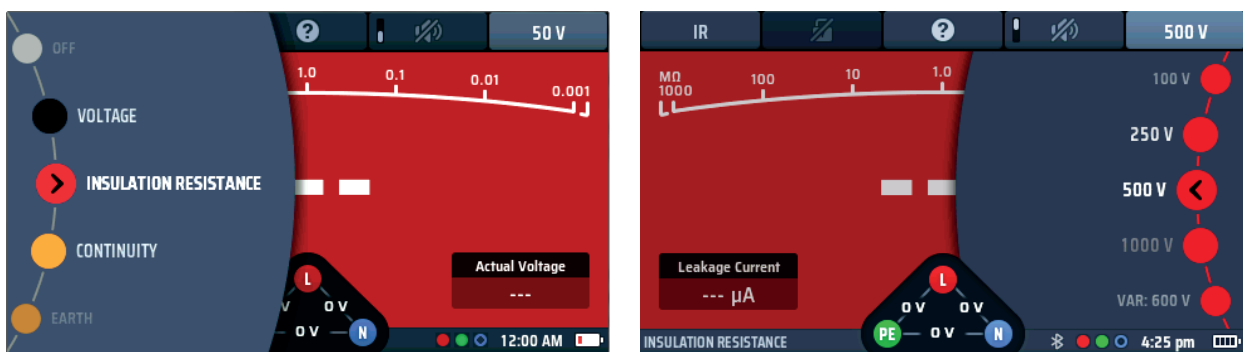 OFF
? 50 V
1.0 0.1 0.01 0.001
VOLTAGE
INSULATION RESISTANCE
CONTINUITY
Actual Voltage
---
L
V 0 V
0 V N
EARTH
12:00 AM
IR ? 500 V
MΩ
1000 100 10 1.0
100 V
250 V
500 V
1000 V
VAR: 600 V
Leakage Current
--- µA
L
0 V 0 V
PE 0 V N
INSULATION RESISTANCE 4:25 pm